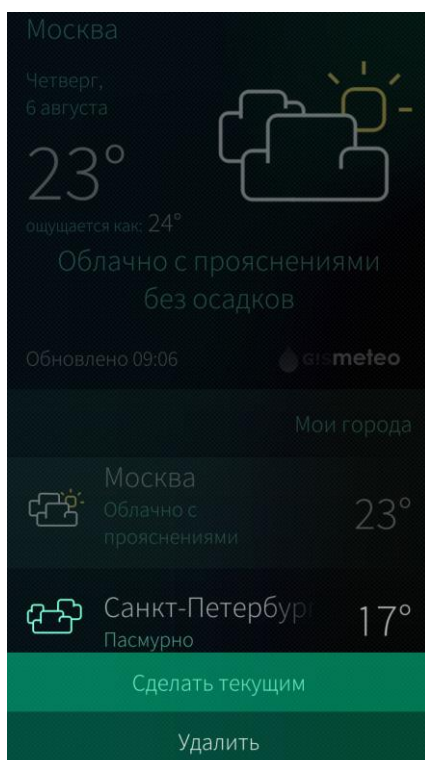 Москва
Четверг,
6 августа
23°
ощущается как: 24°
Облачно с прояснениями
без осадков
Обновлено 09:06
GISmeteo
Мои города
Москва
Облачно с
прояснениями
23°
Санкт-Петербург
Пасмурно
17°
Сделать текущим
Удалить